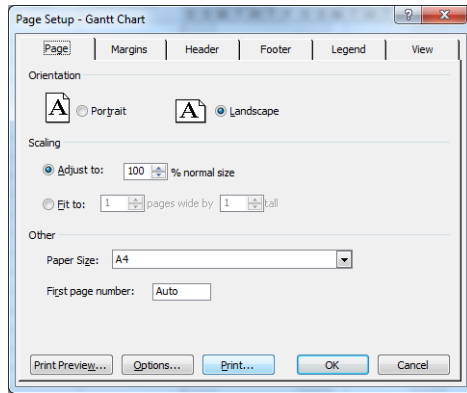 Page Setup - Gantt Chart
Page Margins Header Footer Legend View
Orientation
A Portrait A Landscape
Scaling
Adjust to: 100 % normal size
Fit to: 1 pages wide by 1 tall
Other
Paper Size: A4
First page number: Auto
Print Preview... Options... Print... OK Cancel